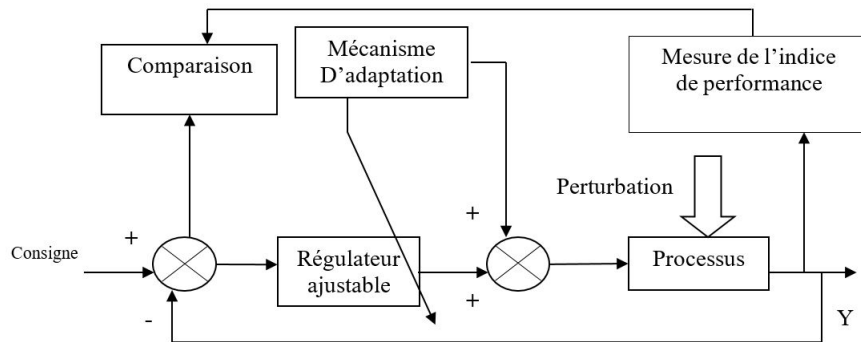 Comparaison
Mécanisme
D’adaptation
Mesure de l’indice
de performance
Perturbation
Consigne
+
-
Régulateur
ajustable
+
+
Processus
Y